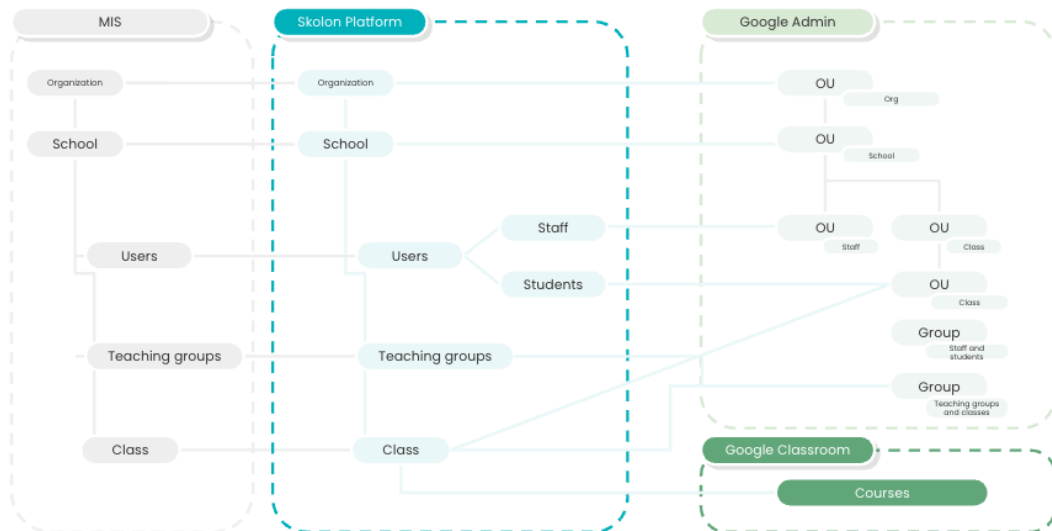 MIS
Skolon Platform
Google Admin
Organization
Organization
OU
Org
School
School
OU
School
Users
Users
Staff
Students
OU
Staff
OU
Class
OU
Class
Group
Staff and
students
Teaching groups
Teaching groups
Group
Teaching groups
and classes
Class
Class
Google Classroom
Courses